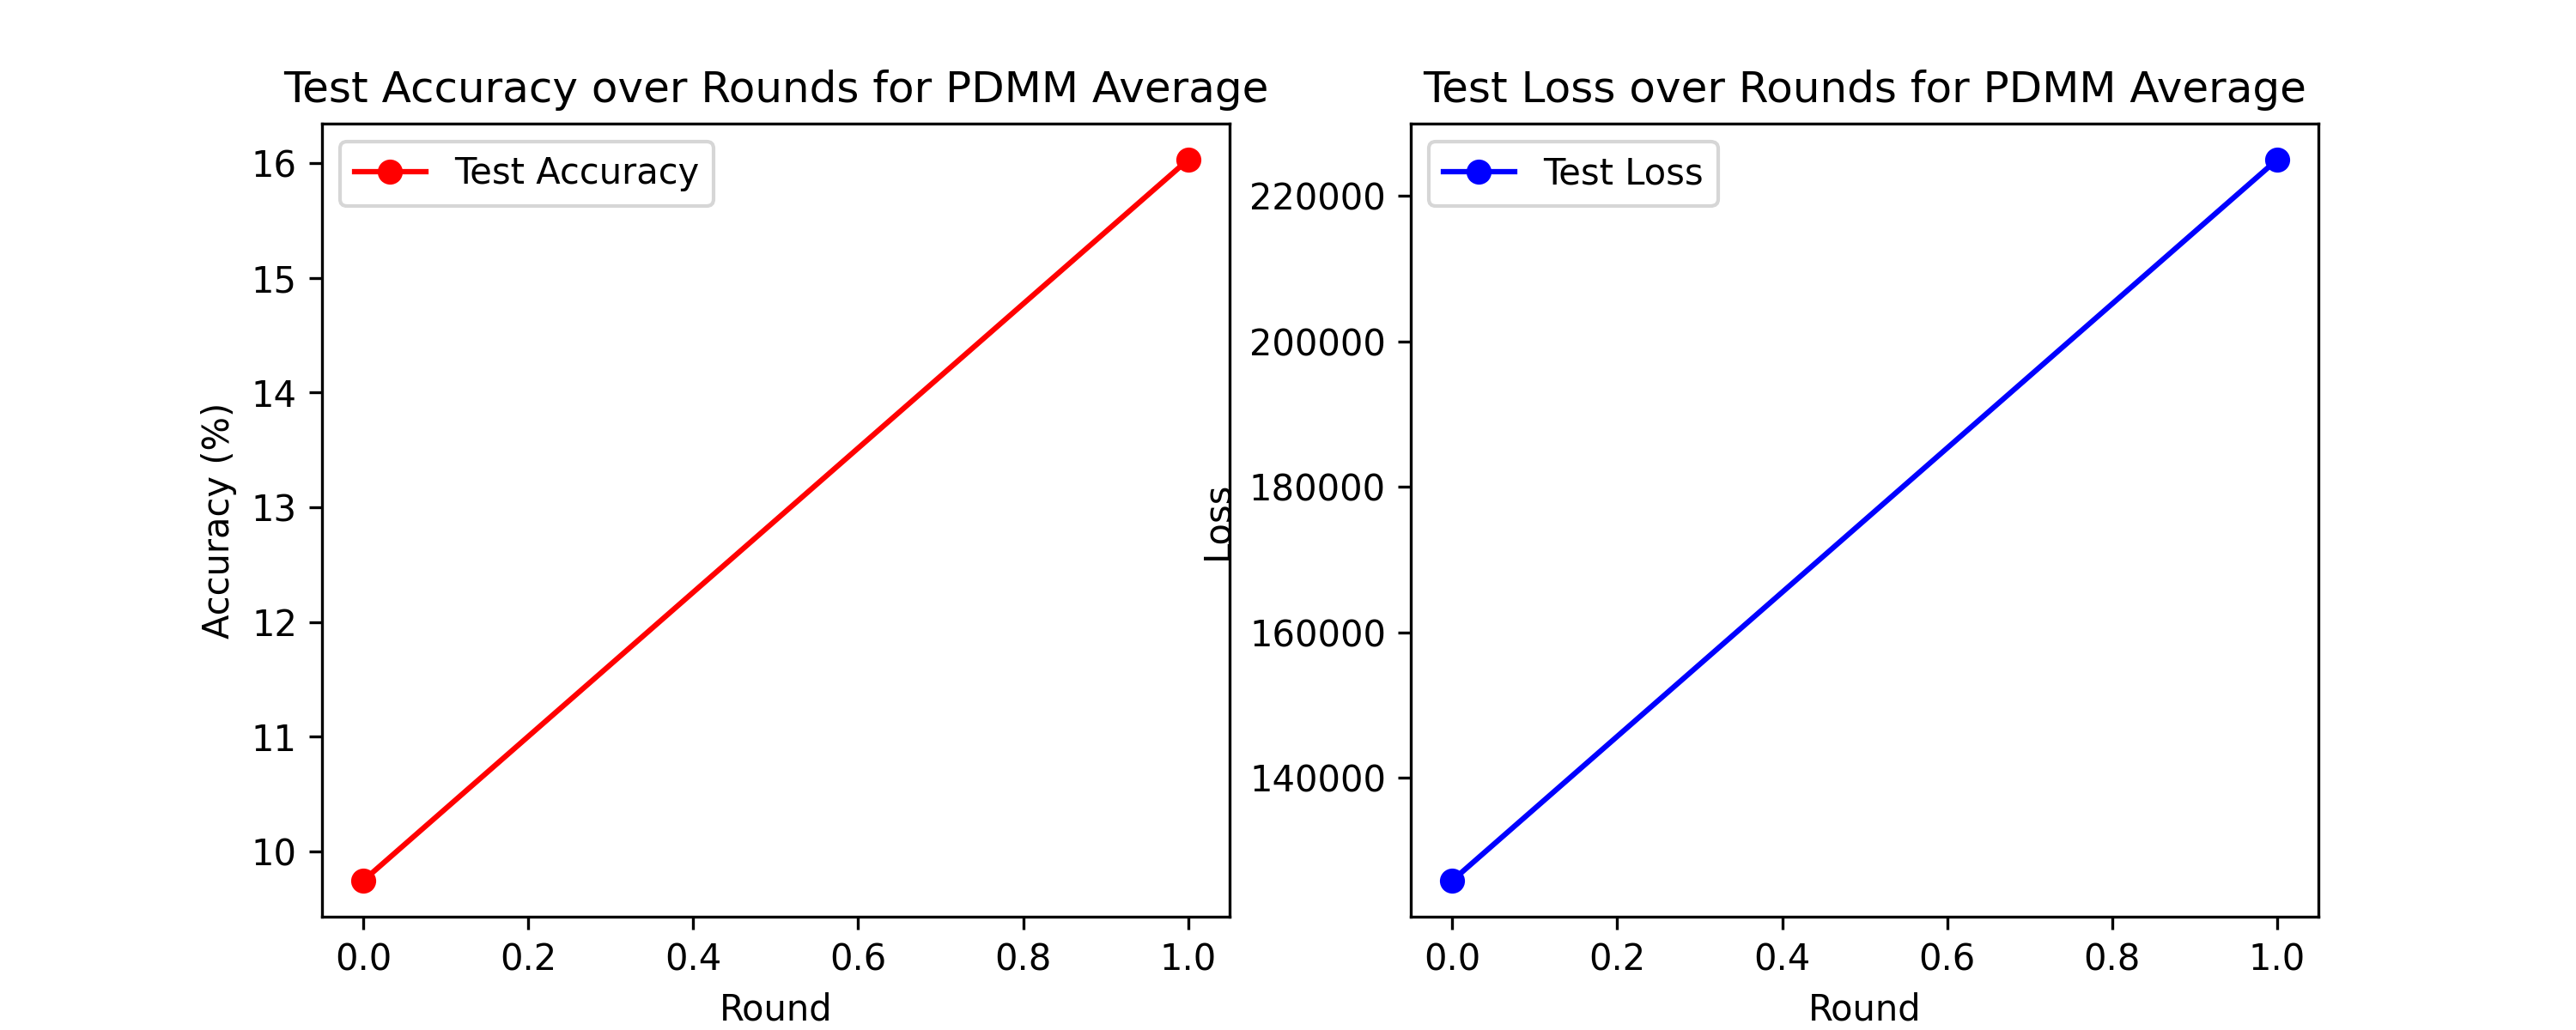 Test Accuracy over Rounds for PDMM Average
Test Accuracy
16
15
14
13
12
11
10
Accuracy (%)
0.0 0.2 0.4 0.6 0.8 1.0
Round
Test Loss over Rounds for PDMM Average
Test Loss
220000
200000
180000
160000
140000
Loss
0.0 0.2 0.4 0.6 0.8 1.0
Round